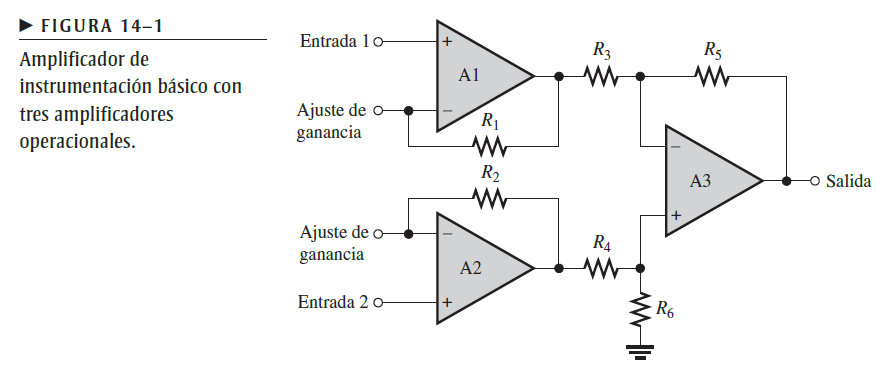 ► FIGURA 14–1
Amplificador de
instrumentación básico con
tres amplificadores
operacionales.
Entrada 1
+
A1
Ajuste de
ganancia
–
R1
R3
R5
R2
–
A3
Salida
+
Ajuste de
ganancia
–
A2
R4
Entrada 2
+
R6